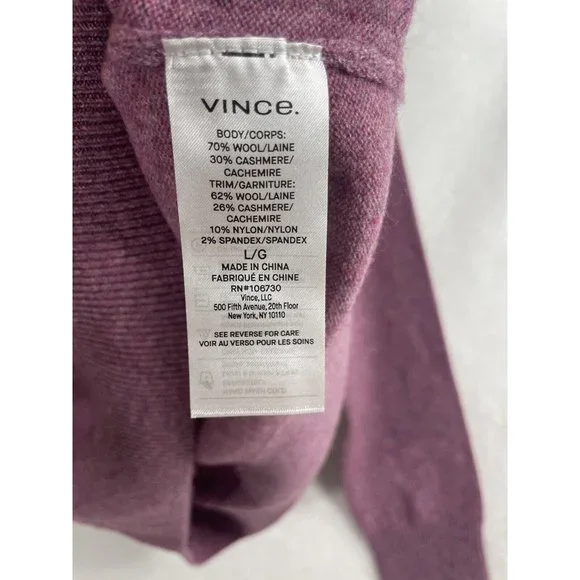 VINCE.
BODY/CORPS:
70% WOOL/LAINE
30% CASHMERE/
CACHEMIRE
TRIM/GARNITURE:
62% WOOL/LAINE
26% CASHMERE/
CACHEMIRE
10% NYLON/NYLON
2% SPANDEX/SPANDEX
L/G
MADE IN CHINA
FABRIQUÉ EN CHINE
RN#106730
Vince, LLC
500 Fifth Avenue, 20th Floor
New York, NY 10110
SEE REVERSE FOR CARE
VOIR AU VERSO POUR LES SOINS